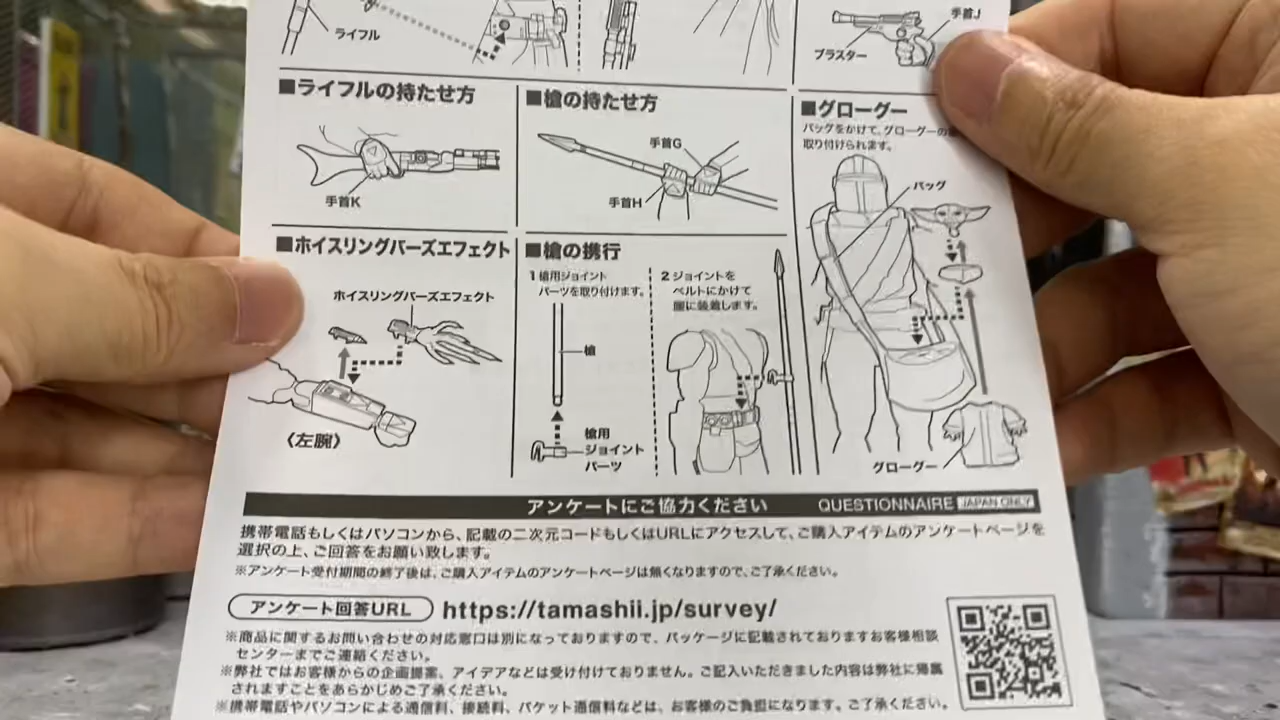 ライフル
手首J
ブラスター
■ライフルの持たせ方
手首K
■槍の持たせ方
手首G
手首H
■グローグー
バッグをかけて、グローグーの
取り付けられます。
バッグ
グローグー
■ホイスリングバーズエフェクト
ホイスリングバーズエフェクト
〈左腕〉
■槍の携行
1 槍用ジョイント
パーツを取り付けます。
槍
槍用
ジョイント
パーツ
2 ジョイントを
ベルトにかけて
腰に装着します。
アンケートにご協力ください QUESTIONNAIRE JAPAN ONLY
携帯電話もしくはパソコンから、記載の二次元コードもしくはURLにアクセスして、ご購入アイテムのアンケートページを
選択の上、ご回答をお願い致します。
※アンケート受付期間の終了後は、ご購入アイテムのアンケートページは無くなりますので、ご了承ください。
アンケート回答URL https://tamashii.jp/survey/
※商品に関するお問い合わせの対応窓口は別になっておりますので、パッケージに記載されておりますお客様相談
センターまでご連絡ください。
※弊社ではお客様からの企画提案、アイデアなどは受け付けておりません。ご記入いただきました内容は弊社に帰属
されますことをあらかじめご了承ください。
※携帯電話やパソコンによる通信料、接続料、パケット通信料などは、お客様のご負担になります。ご了承ください。